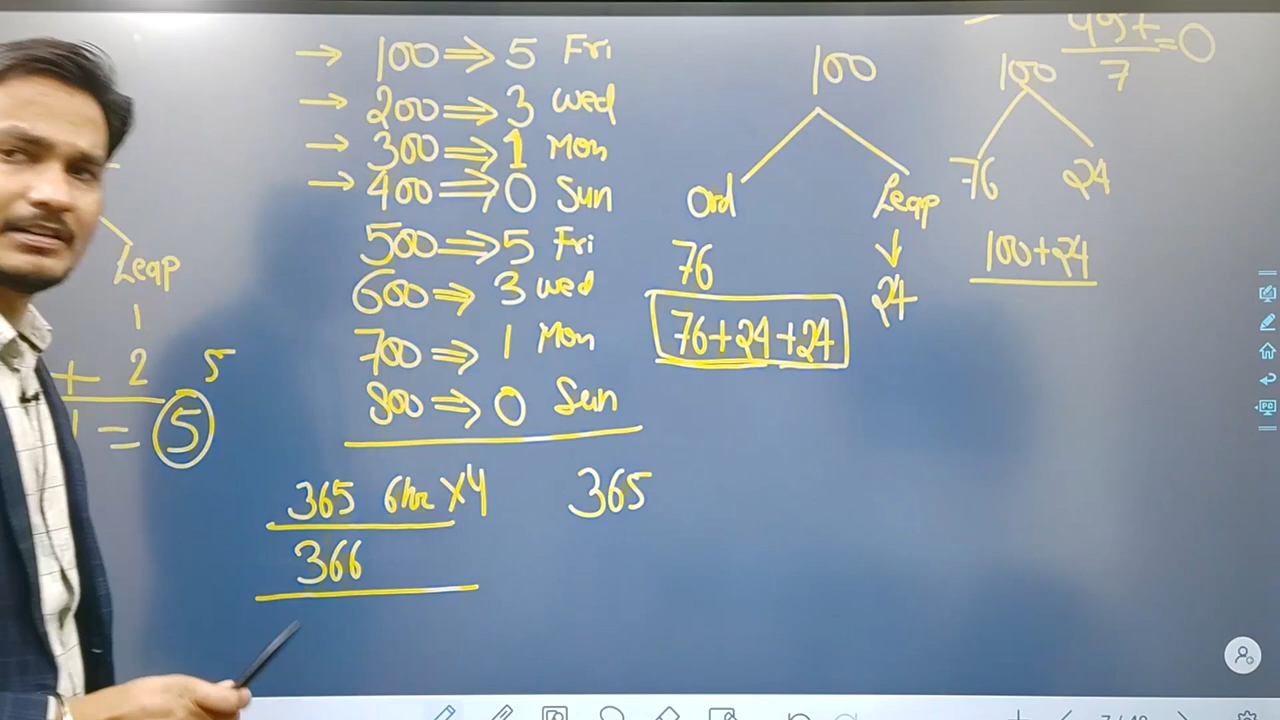 100 ⇒ 5 Fri
200 ⇒ 3 Wed
300 ⇒ 1 Mon
400 ⇒ 0 Sun
500 ⇒ 5 Fri
600 ⇒ 3 Wed
700 ⇒ 1 Mon
800 ⇒ 0 Sun
365 6hr X4 365
366
Leap
1
+ 2 5
= 5
100
Ord Leap
76 24
76+24+24
7 =0
100
76 24
100+24